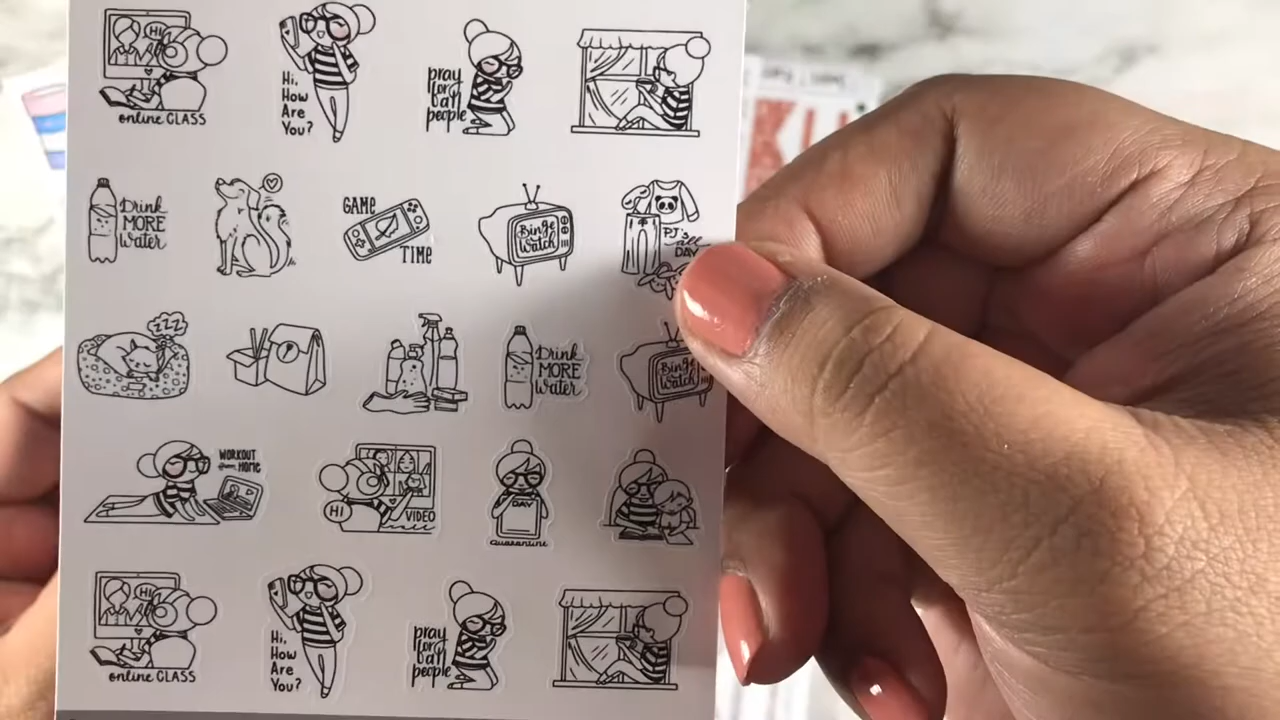 HI
online CLASS
Hi,
How
Are
You?
pray
for
all
people
Drink
MORE
Water
GAME
TIME
Binge
Watch
PJ's
all
DAY
zzz
Drink
MORE
Water
Binge
Watch
WORKOUT
from HOME
HI
VIDEO
DAY
Quarantine
HI
online CLASS
Hi,
How
Are
You?
pray
for
all
people